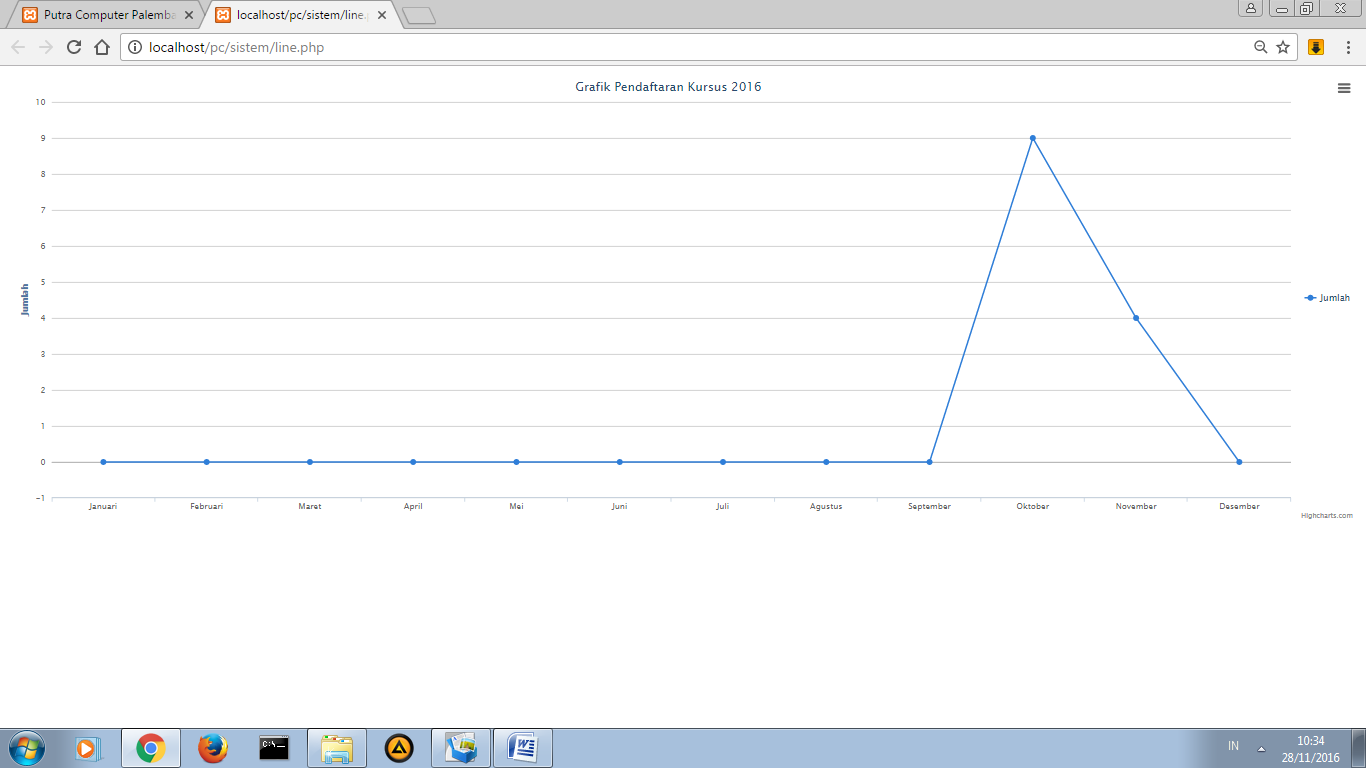 Putra Computer Palemba
localhost/pc/sistem/line.p
localhost/pc/sistem/line.php
Grafik Pendaftaran Kursus 2016
10
9
8
7
6
5
4
3
2
1
0
-1
Jumlah
Jumlah
Januari Februari Maret April Mei Juni Juli Agustus September Oktober November Desember
Highcharts.com
C:\
IN
10:34
28/11/2016